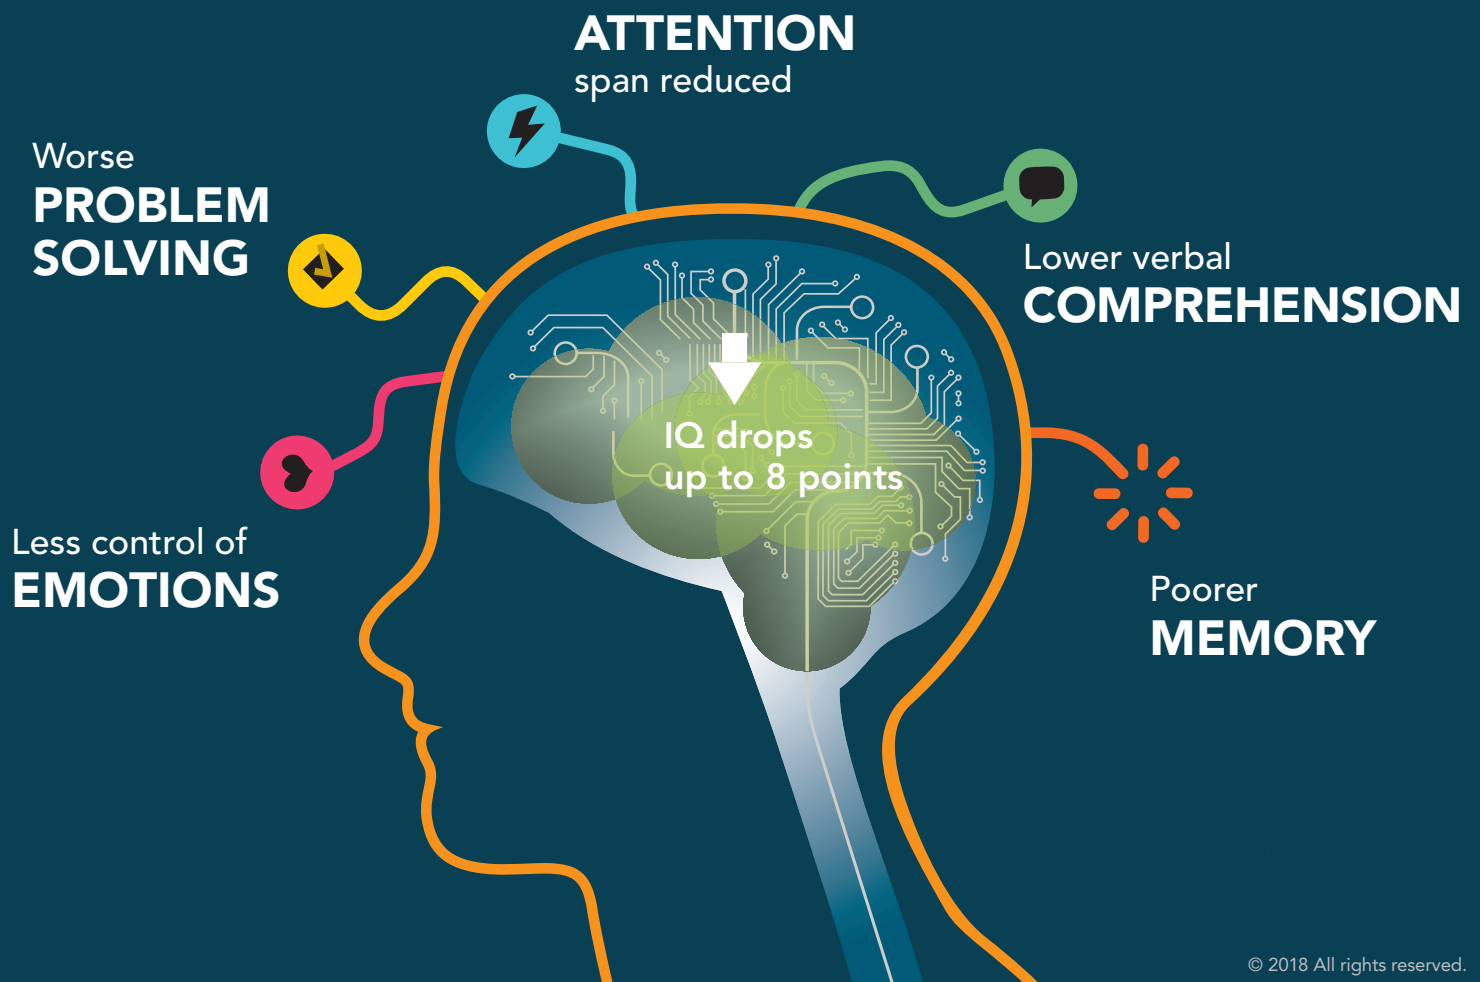 ATTENTION
span reduced
Worse
PROBLEM
SOLVING
Lower verbal
COMPREHENSION
IQ drops
up to 8 points
Less control of
EMOTIONS
Poorer
MEMORY
© 2018 All rights reserved.